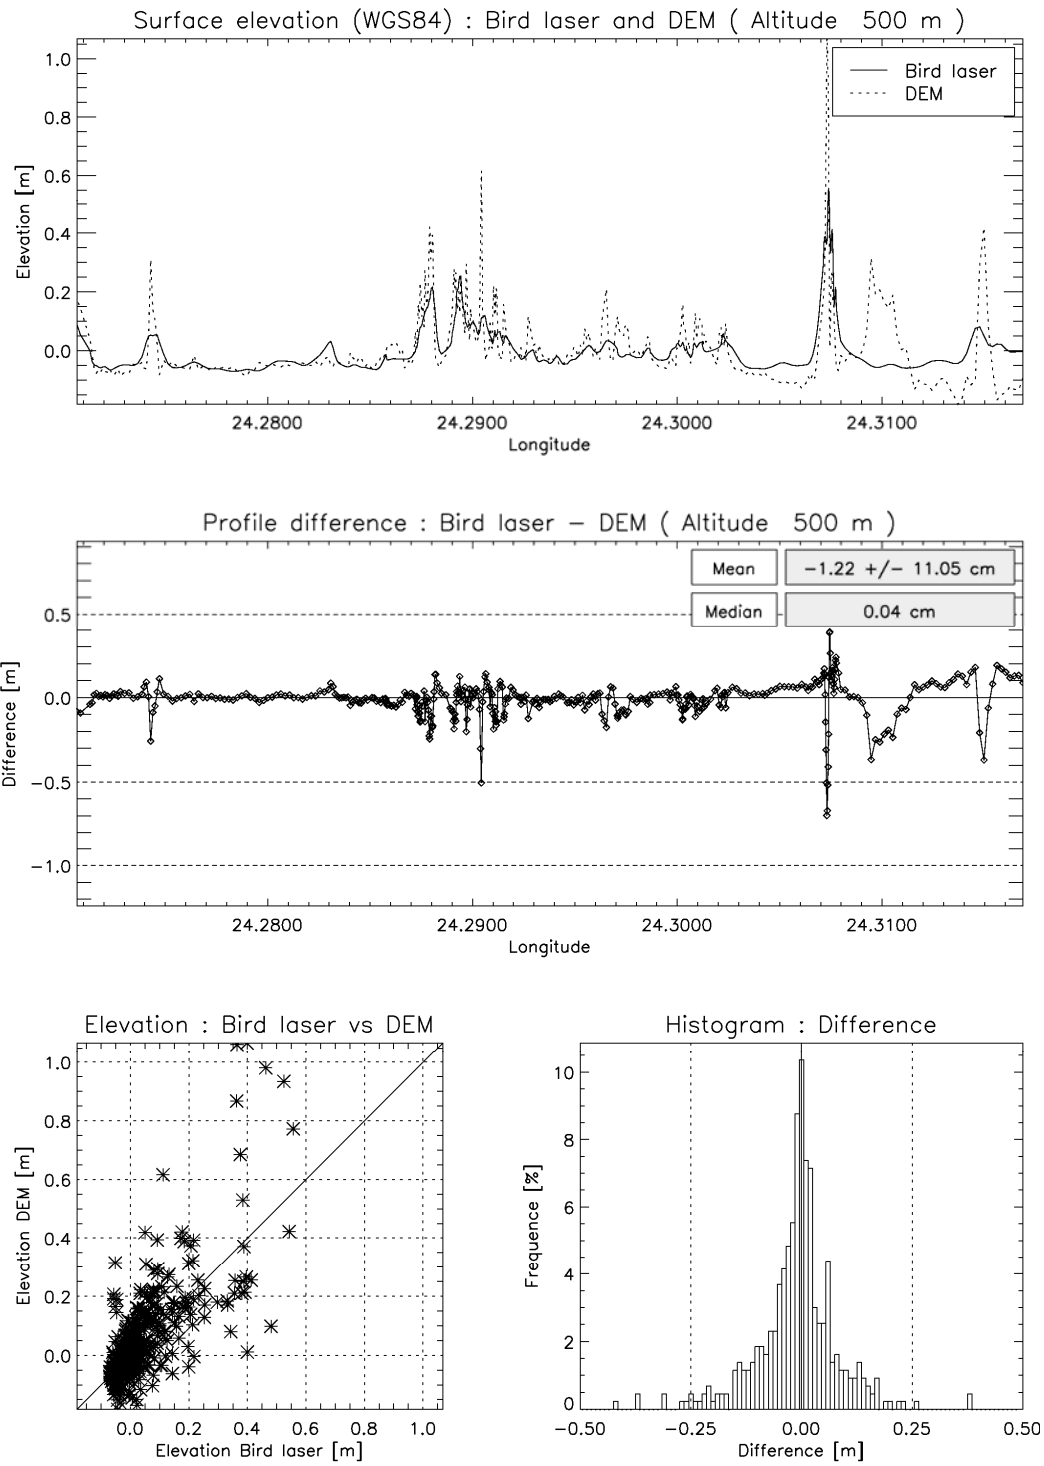 Surface elevation (WGS84) : Bird laser and DEM ( Altitude 500 m )
Bird laser
DEM
Elevation [m]
1.0
0.8
0.6
0.4
0.2
0.0
24.2800 24.2900 24.3000 24.3100
Longitude
Profile difference : Bird laser − DEM ( Altitude 500 m )
Mean −1.22 +/− 11.05 cm
Median 0.04 cm
Difference [m]
0.5
0.0
−0.5
−1.0
24.2800 24.2900 24.3000 24.3100
Longitude
Elevation : Bird laser vs DEM
Elevation DEM [m]
1.0
0.8
0.6
0.4
0.2
0.0
0.0 0.2 0.4 0.6 0.8 1.0
Elevation Bird laser [m]
Histogram : Difference
Frequence [%]
10
8
6
4
2
0
−0.50 −0.25 0.00 0.25 0.50
Difference [m]